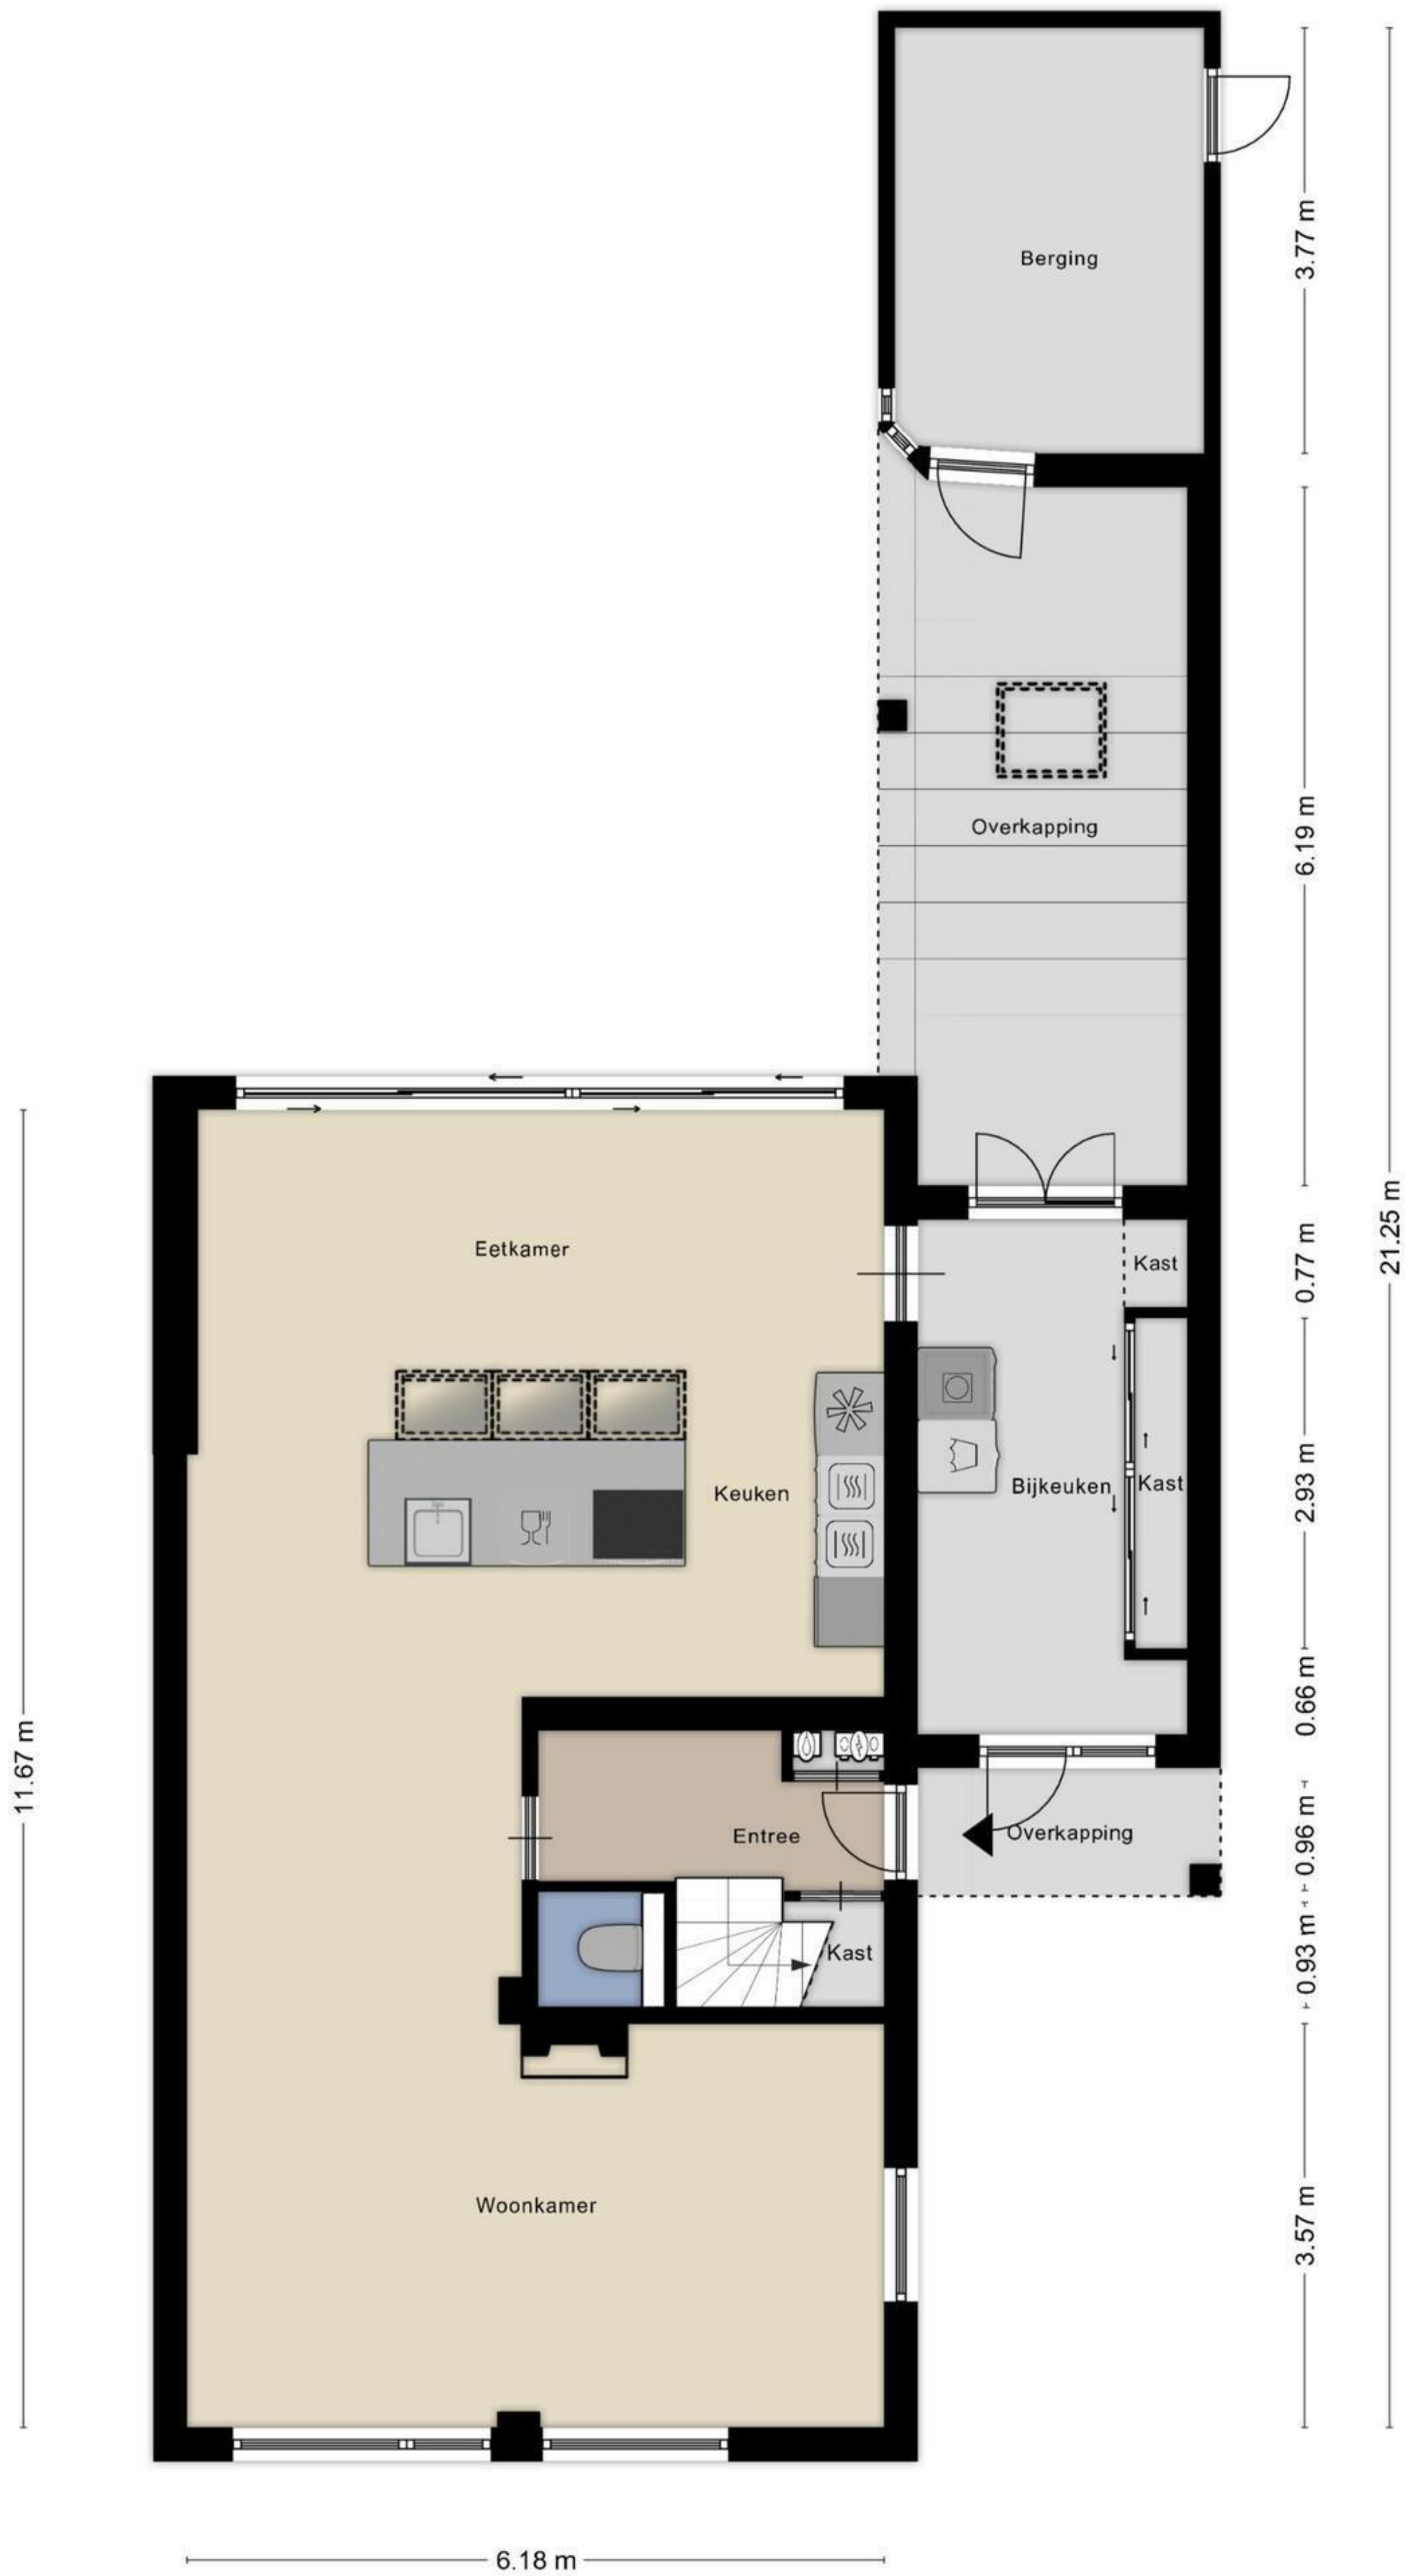 Berging
3.77 m
Overkapping
6.19 m
21.25 m
Eetkamer
Kast
0.77 m
Keuken
Bijkeuken
Kast
2.93 m
0.66 m
11.67 m
Entree
Overkapping
0.96 m
Kast
0.93 m
Woonkamer
3.57 m
6.18 m